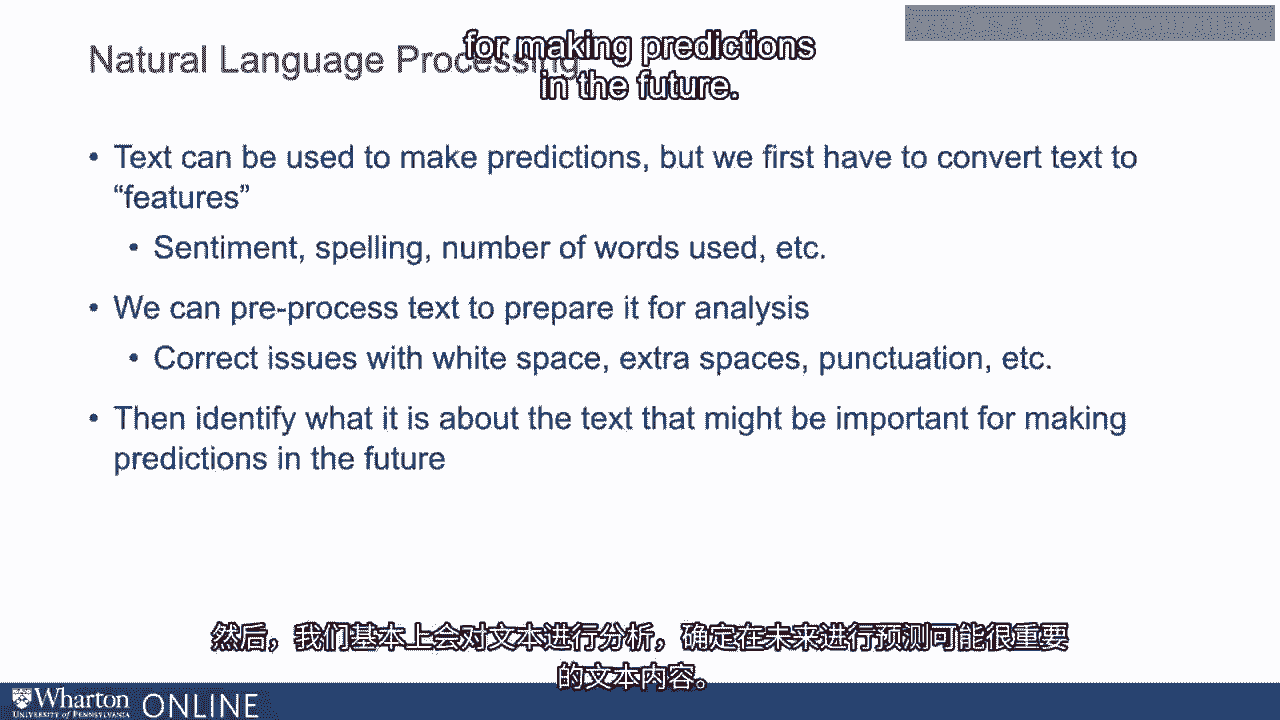 for making predictions
in the future.
Natural Language Processing
• Text can be used to make predictions, but we first have to convert text to
“features”
• Sentiment, spelling, number of words used, etc.
• We can pre-process text to prepare it for analysis
• Correct issues with white space, extra spaces, punctuation, etc.
• Then identify what it is about the text that might be important for making
predictions in the future
然后，我们基本上会对文本进行分析，确定在未来进行预测可能很重要
的文本内容。
Wharton ONLINE
UNIVERSITY of PENNSYLVANIA